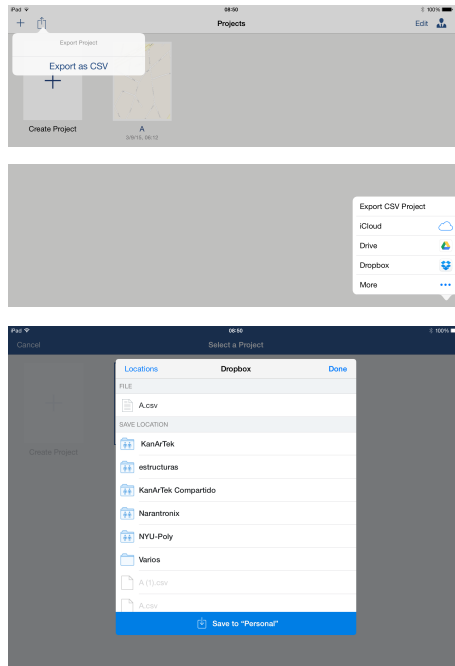 iPad 08:50 100%
Projects
Edit
Export Project
Export as CSV
Create Project
A
3/9/15, 06:12
Export CSV Project
iCloud
Drive
Dropbox
More
iPad 08:50 100%
Cancel Select a Project
Create Project
Locations Dropbox Done
FILE
A.csv
SAVE LOCATION
KanArTek
estructuras
KanArTek Compartido
Narantronix
NYU-Poly
Varios
A (1).csv
A.csv
Save to “Personal”